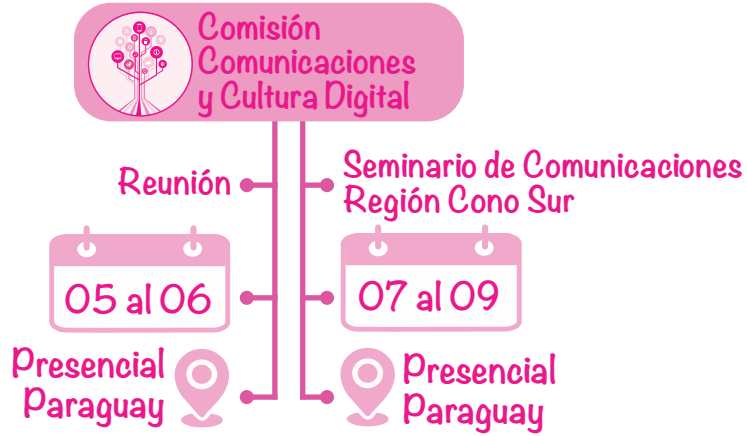 Comisión
Comunicaciones
y Cultura Digital
Reunión
05 al 06
Presencial
Paraguay
Seminario de Comunicaciones
Región Cono Sur
07 al 09
Presencial
Paraguay